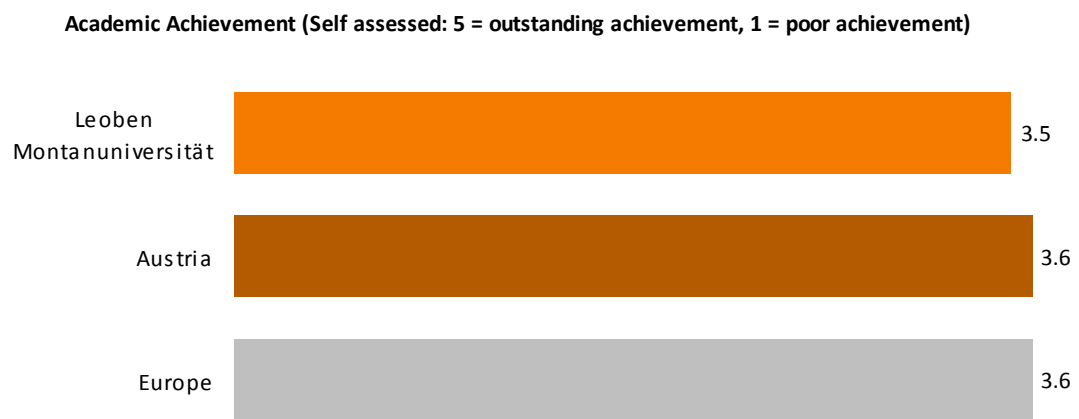 Academic Achievement (Self assessed: 5 = outstanding achievement, 1 = poor achievement)
Leoben
Montanuniversität
3.5
Austria
3.6
Europe
3.6